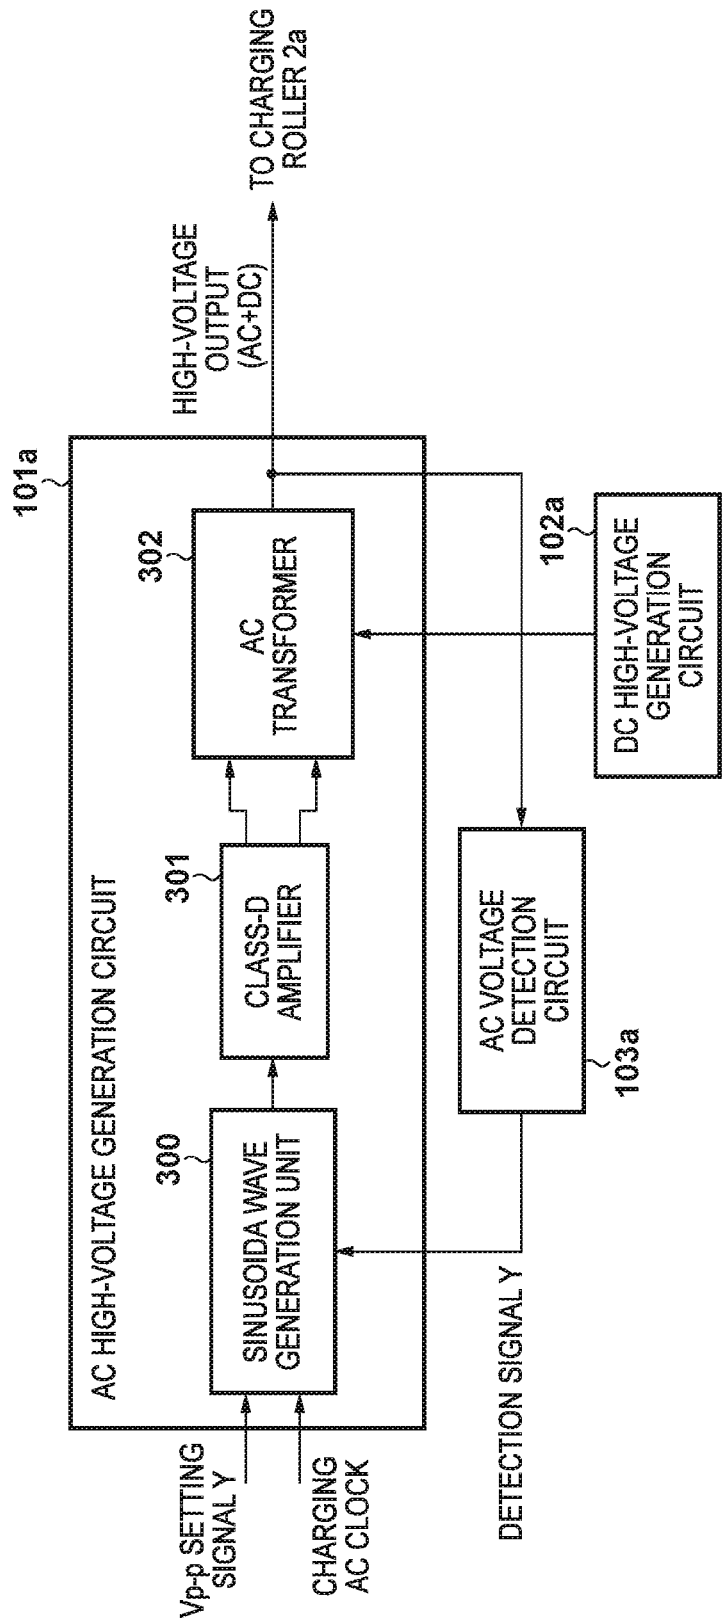 101a
AC HIGH-VOLTAGE GENERATION CIRCUIT
Vp-p SETTING
SIGNAL Y
CHARGING
AC CLOCK
300
SINUSOIDA WAVE
GENERATION UNIT
301
CLASS-D
AMPLIFIER
302
AC
TRANSFORMER
HIGH-VOLTAGE
OUTPUT
(AC+DC)
TO CHARGING
ROLLER 2a
DETECTION SIGNAL Y
AC VOLTAGE
DETECTION
CIRCUIT
103a
102a
DC HIGH-VOLTAGE
GENERATION
CIRCUIT